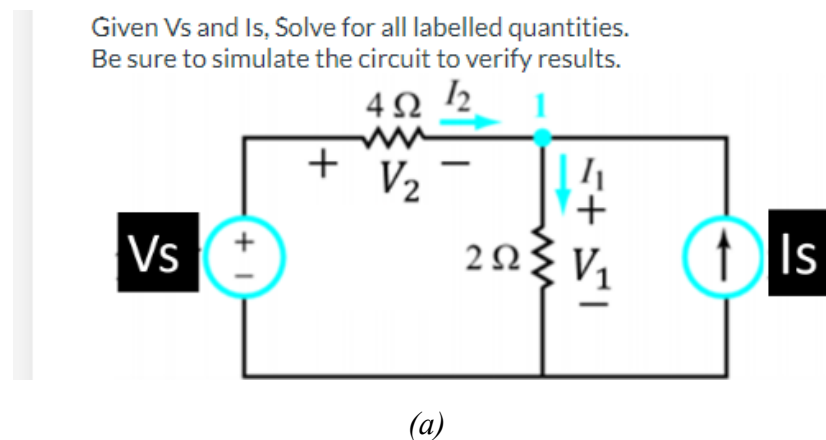 Given Vs and Is, Solve for all labelled quantities.
Be sure to simulate the circuit to verify results.
4 Ω I₂ 1
+ V₂ −
I₁
Vs + −
2 Ω + V₁ −
Is
(a)